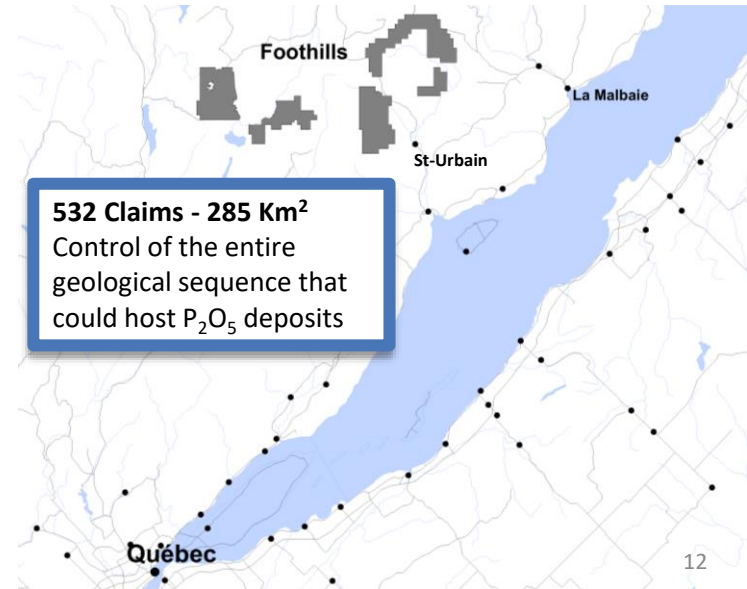 Foothills
La Malbaie
St-Urbain
532 Claims - 285 Km²
Control of the entire
geological sequence that
could host P₂O₅ deposits
Québec
12